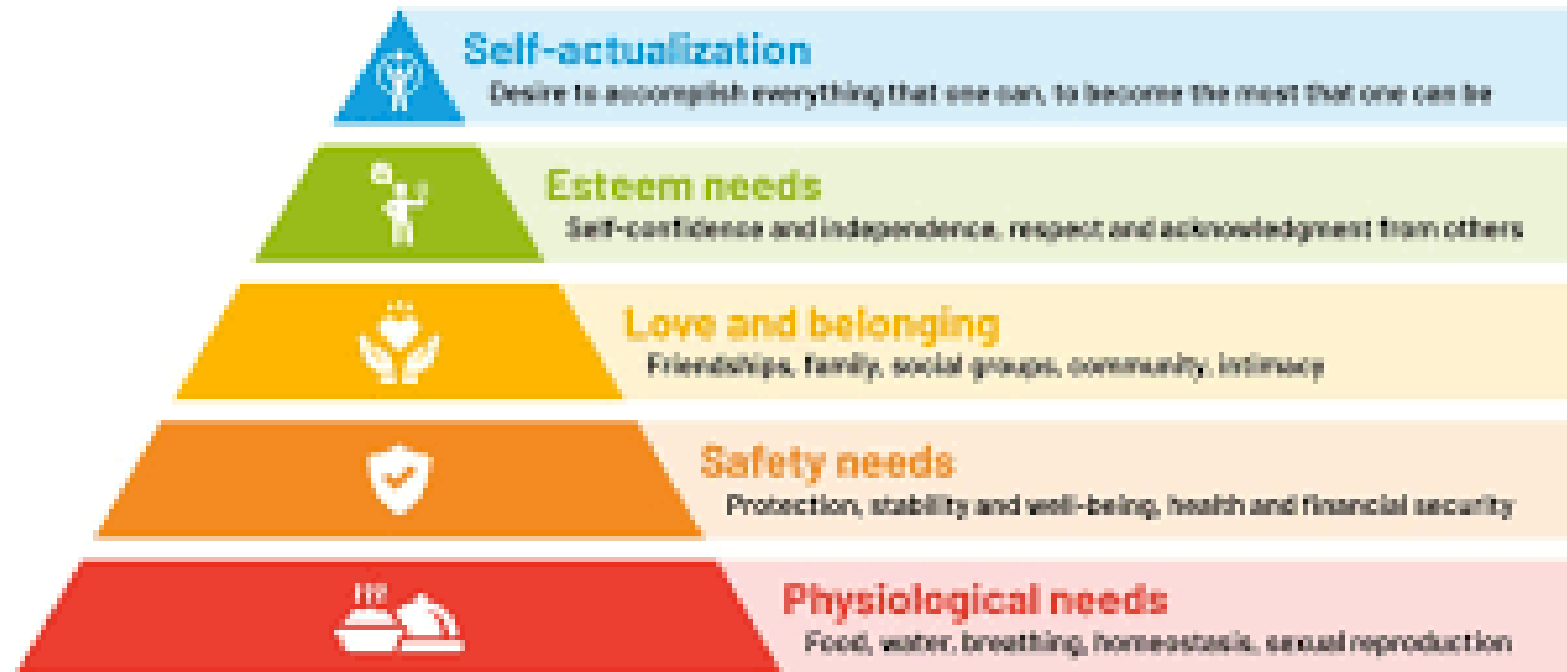 Self-actualization
Desire to accomplish everything that one can, to become the most that one can be
Esteem needs
Self-confidence and independence, respect and acknowledgment from others
Love and belonging
Friendships, family, social groups, community, intimacy
Safety needs
Protection, stability and well-being, health and financial security
Physiological needs
Food, water, breathing, homeostasis, sexual reproduction